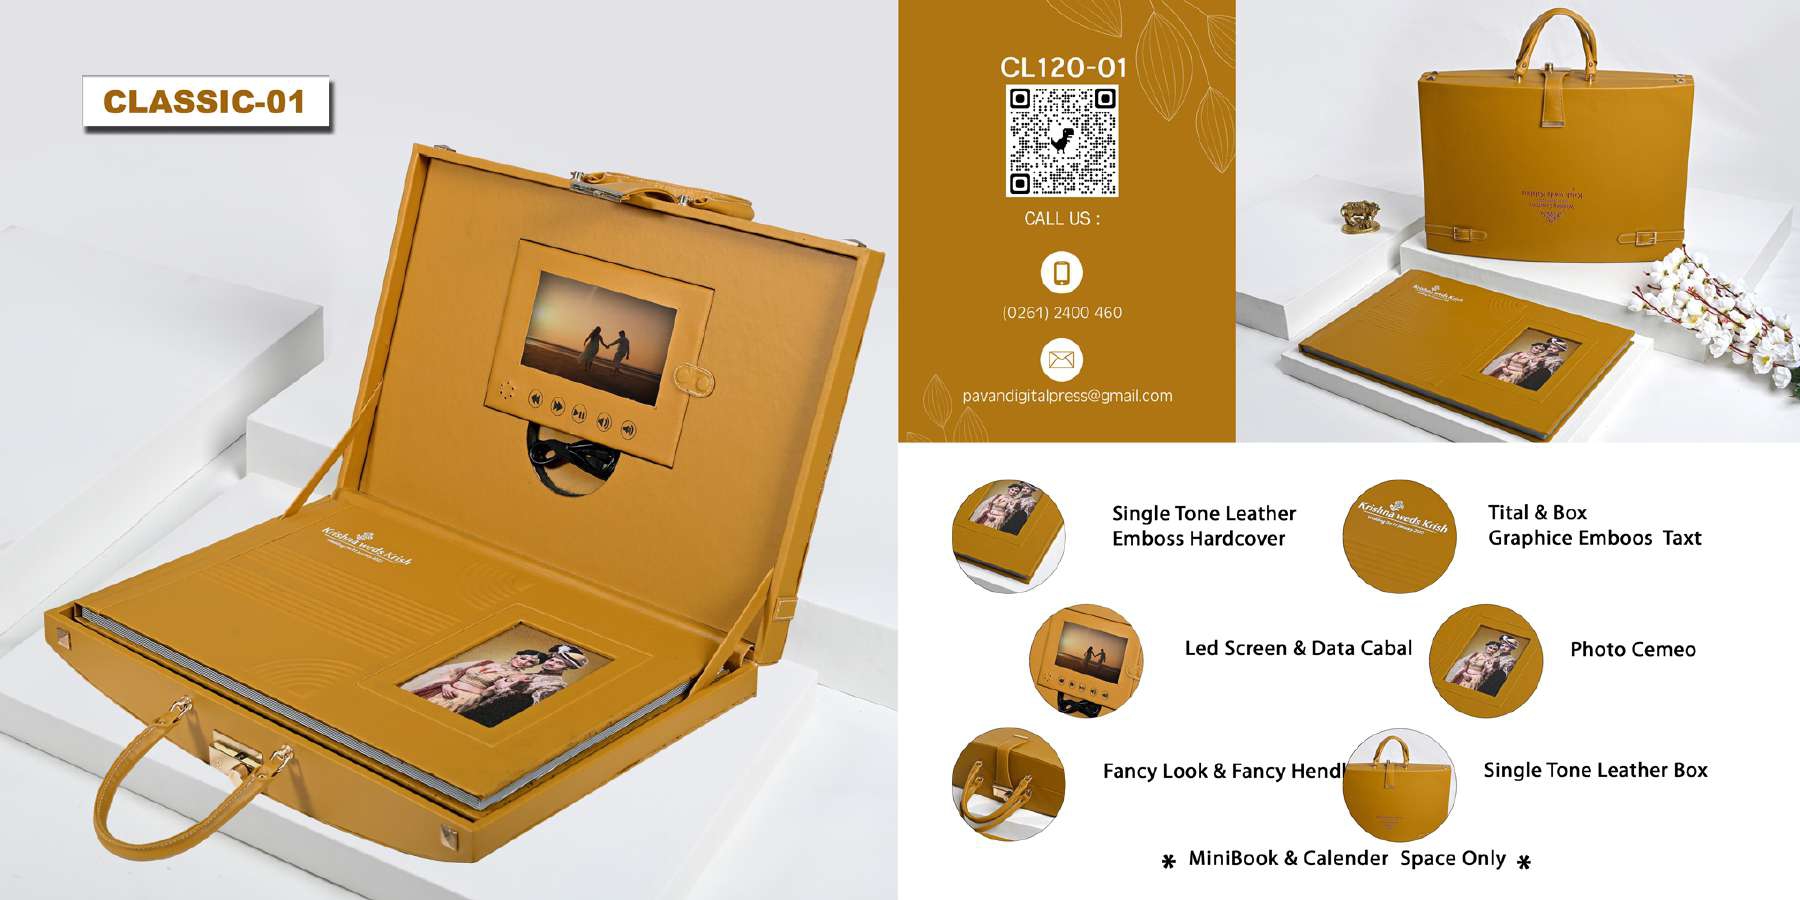 CLASSIC-01
Krishna weds Krish
CL120-01
CALL US :
(0261) 2400 460
pavandigitalpress@gmail.com
Krishna weds Krish
Single Tone Leather
Emboss Hardcover
Krishna weds Krish
Tital & Box
Graphice Emboos Taxt
Led Screen & Data Cabal
Photo Cemeo
Fancy Look & Fancy Hendl
Single Tone Leather Box
* MiniBook & Calender Space Only *